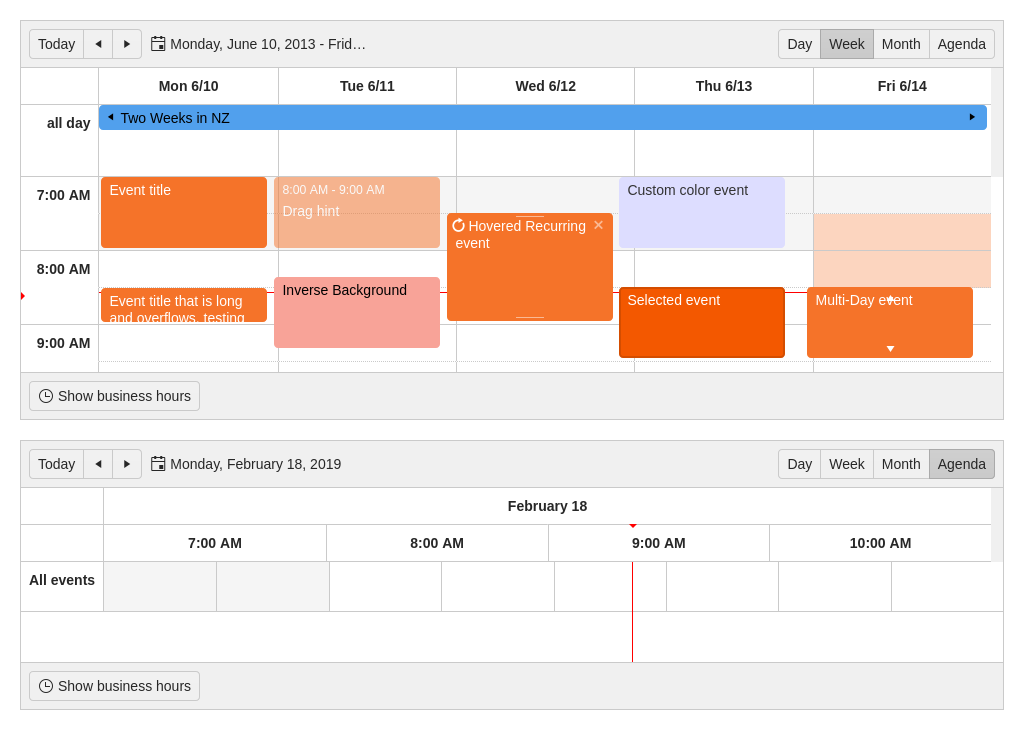 Today
Monday, June 10, 2013 - Frid…
Day Week Month Agenda
Mon 6/10 Tue 6/11 Wed 6/12 Thu 6/13 Fri 6/14
all day
Two Weeks in NZ
7:00 AM
Event title
8:00 AM - 9:00 AM
Drag hint
Custom color event
Hovered Recurring
event
8:00 AM
Event title that is long
and overflows, testing
Inverse Background
Selected event
Multi-Day event
9:00 AM
Show business hours
Today
Monday, February 18, 2019
Day Week Month Agenda
February 18
7:00 AM 8:00 AM 9:00 AM 10:00 AM
All events
Show business hours